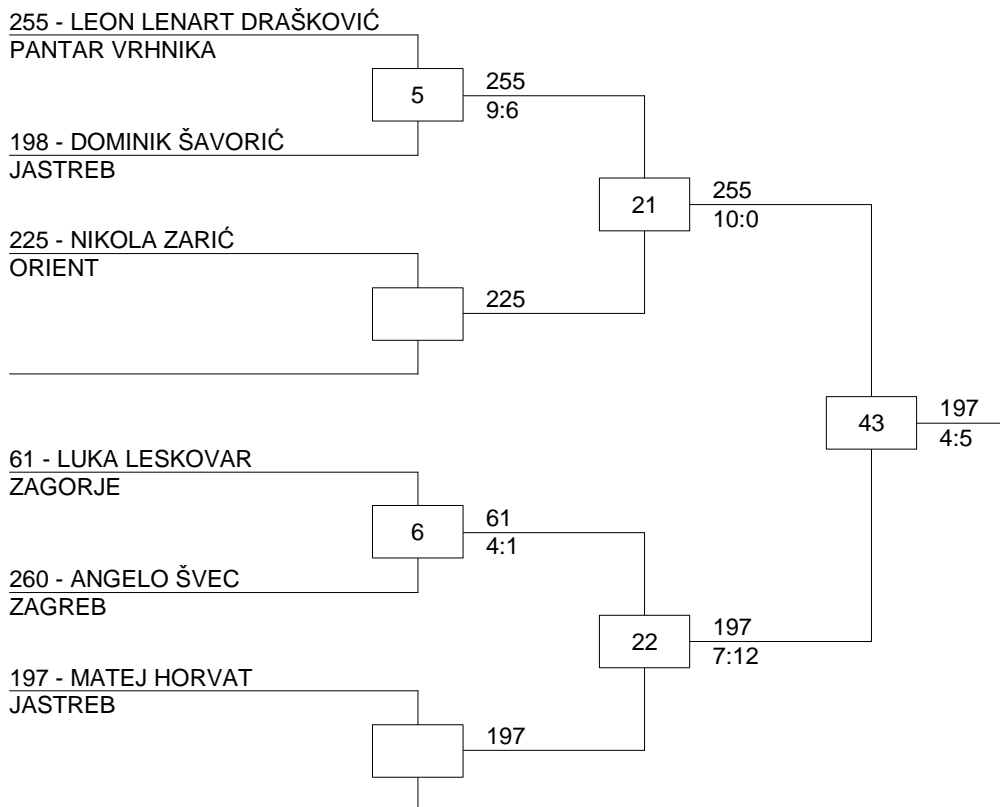 255 - LEON LENART DRAŠKOVIĆ
PANTAR VRHNIKA
5
255
9:6
198 - DOMINIK ŠAVORIĆ
JASTREB
21
255
10:0
225 - NIKOLA ZARIĆ
ORIENT
225
43
197
4:5
61 - LUKA LESKOVAR
ZAGORJE
6
61
4:1
260 - ANGELO ŠVEC
ZAGREB
22
197
7:12
197 - MATEJ HORVAT
JASTREB
197